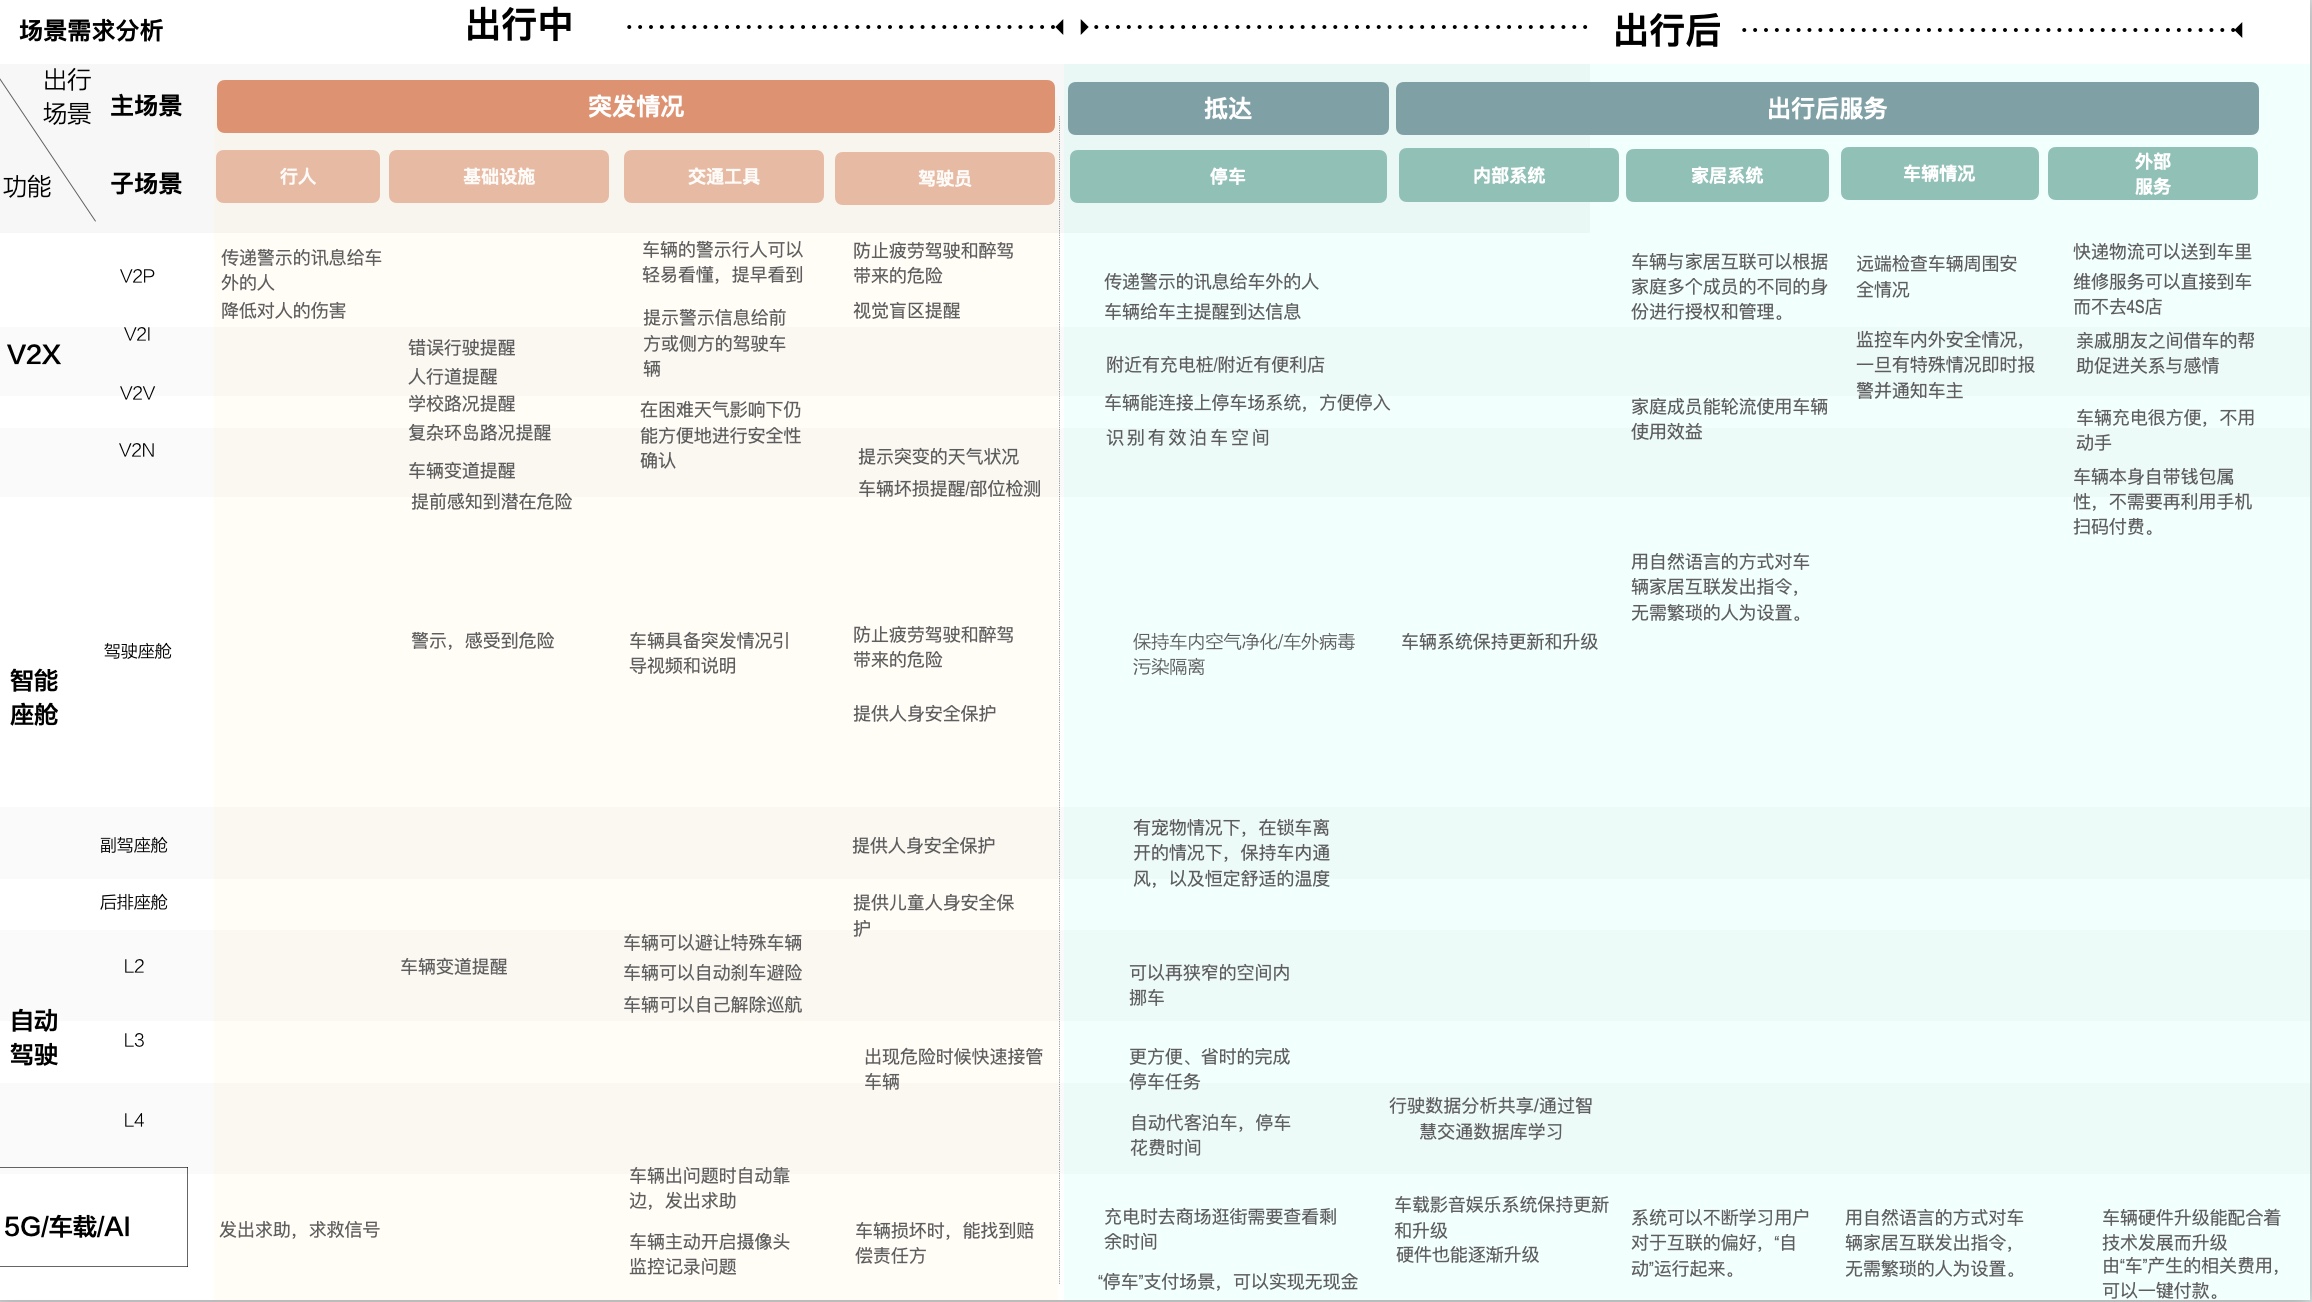 场景需求分析
出行中
出行后
出行
场景
主场景
突发情况
抵达
出行后服务
功能
子场景
行人
基础设施
交通工具
驾驶员
停车
内部系统
家居系统
车辆情况
外部
服务
V2X
V2P
V2I
V2V
V2N
传递警示的讯息给车
外的人
降低对人的伤害
错误行驶提醒
人行道提醒
学校路况提醒
复杂环岛路况提醒
车辆变道提醒
提前感知到潜在危险
车辆的警示行人可以
轻易看懂，提早看到
提示警示信息给前
方或侧方的驾驶车
辆
在困难天气影响下仍
能方便地进行安全性
确认
防止疲劳驾驶和醉驾
带来的危险
视觉盲区提醒
提示突变的天气状况
车辆坏损提醒/部位检测
传递警示的讯息给车外的人
车辆给车主提醒到达信息
附近有充电桩/附近有便利店
车辆能连接上停车场系统，方便停入
识别有效泊车空间
车辆与家居互联可以根据
家庭多个成员的不同的身
份进行授权和管理。
家庭成员能轮流使用车辆
使用效益
远端检查车辆周围安
全情况
监控车内外安全情况，
一旦有特殊情况即时报
警并通知车主
快递物流可以送到车里
维修服务可以直接到车
而不去4S店
亲戚朋友之间借车的帮
助促进关系与感情
车辆充电很方便，不用
动手
车辆本身自带钱包属
性，不需要再利用手机
扫码付费。
智能
座舱
驾驶座舱
警示，感受到危险
车辆具备突发情况引
导视频和说明
防止疲劳驾驶和醉驾
带来的危险
提供人身安全保护
保持车内空气净化/车外病毒
污染隔离
车辆系统保持更新和升级
用自然语言的方式对车
辆家居互联发出指令，
无需繁琐的人为设置。
副驾座舱
提供人身安全保护
有宠物情况下，在锁车离
开的情况下，保持车内通
风，以及恒定舒适的温度
后排座舱
提供儿童人身安全保
护
自动
驾驶
L2
车辆变道提醒
车辆可以避让特殊车辆
车辆可以自动刹车避险
车辆可以自己解除巡航
可以再狭窄的空间内
挪车
L3
出现危险时候快速接管
车辆
更方便、省时的完成
停车任务
L4
自动代客泊车，停车
花费时间
行驶数据分析共享/通过智
慧交通数据库学习
5G/车载/AI
发出求助，求救信号
车辆出问题时自动靠
边，发出求助
车辆主动开启摄像头
监控记录问题
车辆损坏时，能找到赔
偿责任方
充电时去商场逛街需要查看剩
余时间
“停车”支付场景，可以实现无现金
车载影音娱乐系统保持更新
和升级
硬件也能逐渐升级
系统可以不断学习用户
对于互联的偏好，“自
动”运行起来。
用自然语言的方式对车
辆家居互联发出指令，
无需繁琐的人为设置。
车辆硬件升级能配合着
技术发展而升级
由“车”产生的相关费用，
可以一键付款。